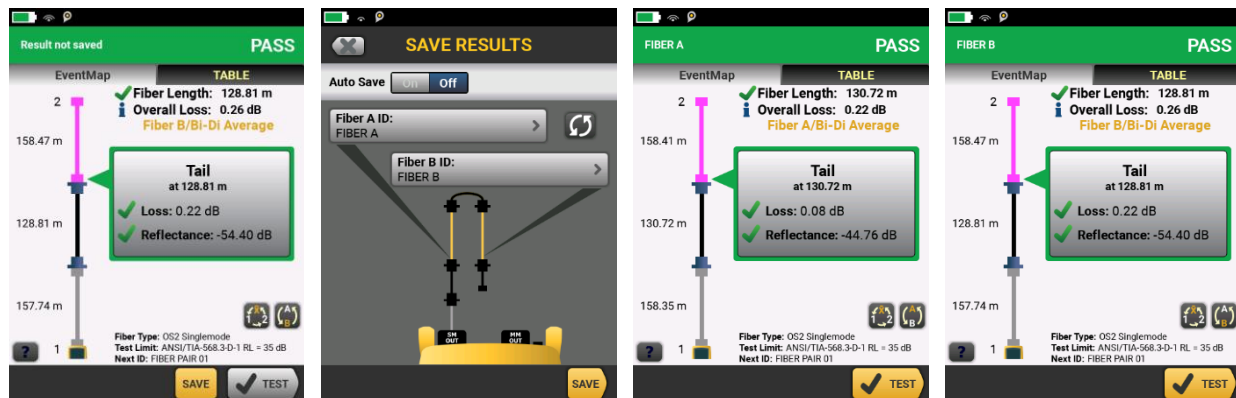 Result not saved PASS
EventMap TABLE
2
Fiber Length: 128.81 m
Overall Loss: 0.26 dB
Fiber B/Bi-Di Average
158.47 m
Tail
at 128.81 m
Loss: 0.22 dB
128.81 m
Reflectance: -54.40 dB
157.74 m
Fiber Type: OS2 Singlemode
Test Limit: ANSI/TIA-568.3-D-1 RL = 35 dB
? 1
Next ID: FIBER PAIR 01
SAVE TEST
SAVE RESULTS
Auto Save On Off
Fiber A ID:
FIBER A
Fiber B ID:
FIBER B
SM OUT
MM OUT
SAVE
FIBER A PASS
EventMap TABLE
2
Fiber Length: 130.72 m
Overall Loss: 0.22 dB
Fiber A/Bi-Di Average
158.41 m
Tail
at 130.72 m
Loss: 0.08 dB
130.72 m
Reflectance: -44.76 dB
158.35 m
Fiber Type: OS2 Singlemode
Test Limit: ANSI/TIA-568.3-D-1 RL = 35 dB
? 1
Next ID: FIBER PAIR 01
TEST
FIBER B PASS
EventMap TABLE
2
Fiber Length: 128.81 m
Overall Loss: 0.26 dB
Fiber B/Bi-Di Average
158.47 m
Tail
at 128.81 m
Loss: 0.22 dB
128.81 m
Reflectance: -54.40 dB
157.74 m
Fiber Type: OS2 Singlemode
Test Limit: ANSI/TIA-568.3-D-1 RL = 35 dB
? 1
Next ID: FIBER PAIR 01
TEST